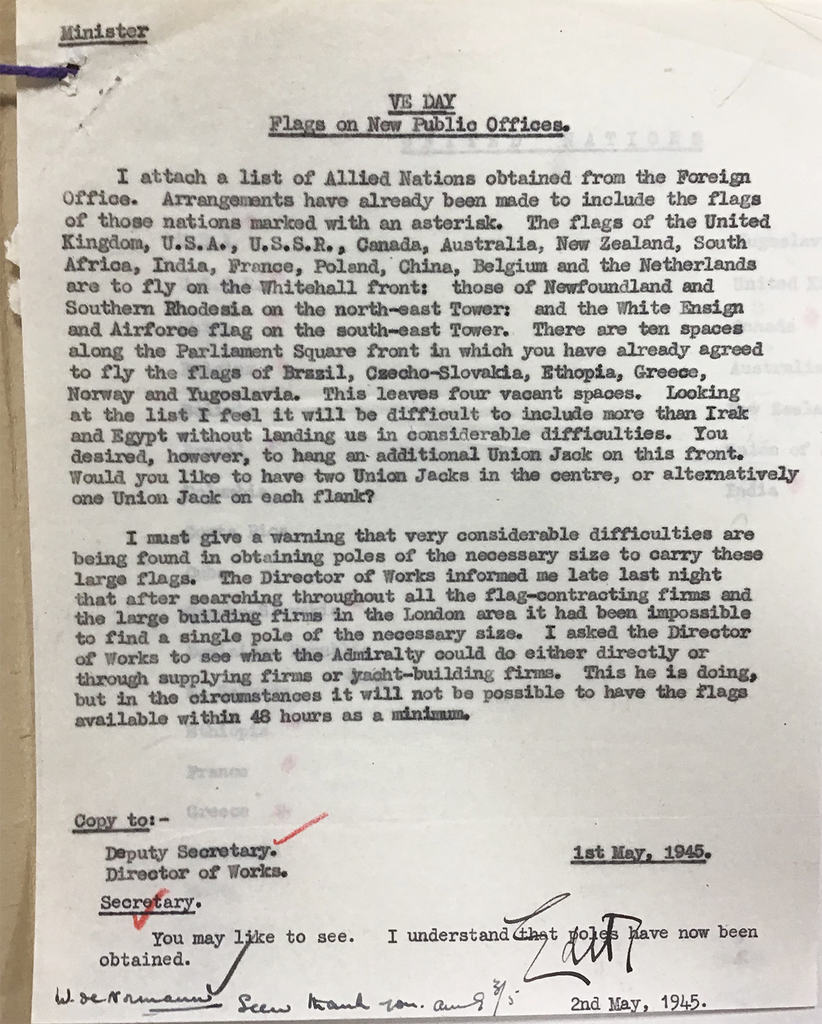 Minister
VE DAY
Flags on New Public Offices.
I attach a list of Allied Nations obtained from the Foreign
Office. Arrangements have already been made to include the flags
of those nations marked with an asterisk. The flags of the United
Kingdom, U.S.A., U.S.S.R., Canada, Australia, New Zealand, South
Africa, India, France, Poland, China, Belgium and the Netherlands
are to fly on the Whitehall front: those of Newfoundland and
Southern Rhodesia on the north-east Tower: and the White Ensign
and Airforce flag on the south-east Tower. There are ten spaces
along the Parliament Square front in which you have already agreed
to fly the flags of Brazil, Czecho-Slovakia, Ethopia, Greece,
Norway and Yugoslavia. This leaves four vacant spaces. Looking
at the list I feel it will be difficult to include more than Irak
and Egypt without landing us in considerable difficulties. You
desired, however, to hang an additional Union Jack on this front.
Would you like to have two Union Jacks in the centre, or alternatively
one Union Jack on each flank?
I must give a warning that very considerable difficulties are
being found in obtaining poles of the necessary size to carry these
large flags. The Director of Works informed me late last night
that after searching throughout all the flag-contracting firms and
the large building firms in the London area it had been impossible
to find a single pole of the necessary size. I asked the Director
of Works to see what the Admiralty could do either directly or
through supplying firms or yacht-building firms. This he is doing,
but in the circumstances it will not be possible to have the flags
available within 48 hours as a minimum.
Copy to:-
Deputy Secretary.
Director of Works.
1st May, 1945.
Secretary.
You may like to see. I understand that poles have now been
obtained.
W. de Normann Seen thank you. 3/5
2nd May, 1945.